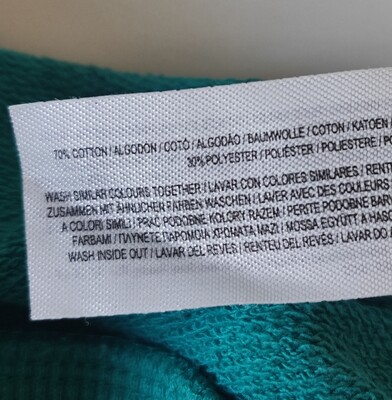 70% COTTON / ALGODÓN / COTÓ / ALGODÃO / BAUMWOLLE / COTON / KATOEN /
30% POLYESTER / POLIÉSTER / POLIESTERE / PO
WASH SIMILAR COLOURS TOGETHER / LAVAR CON COLORES SIMILARES / RENT
ZUSAMMEN MIT ÄHNLICHER FARBEN WASCHEN / LAVER AVEC DES COULEURS
A COLORI SIMILI / PRAĆ PODOBNE KOLORY RAZEM / PERITE PODOBNE BAR
FARBAMI / ΠΛΥΝΕΤΕ ΠΑΡΟΜΟΙΑ ΧΡΩΜΑΤΑ ΜΑΖΙ / MOSSA EGYÜTT A HAS
WASH INSIDE OUT / LAVAR DEL REVÉS / RENTEU DEL REVÉS / LAVAR DO